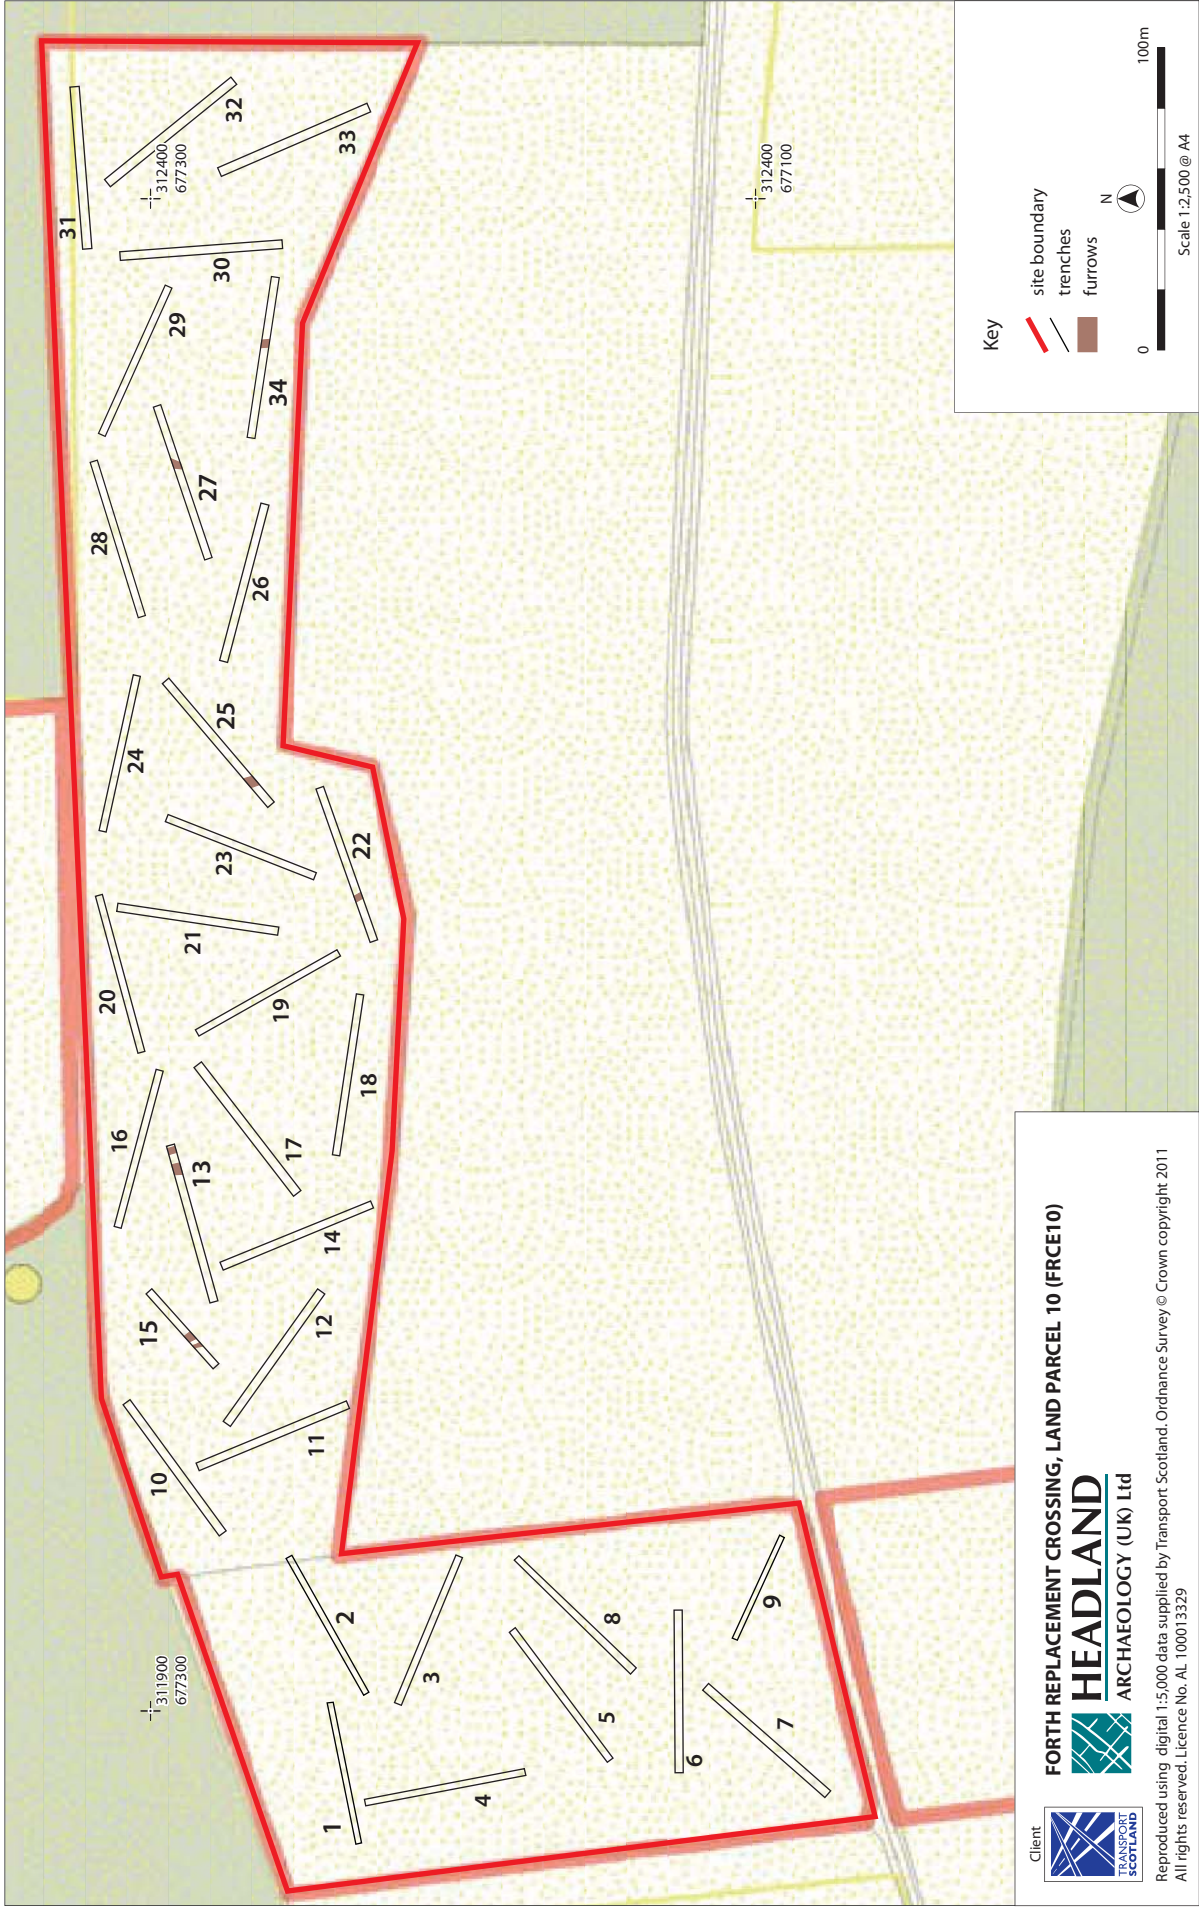 1
2
3
4
5
6
7
8
9
10
11
12
13
14
15
16
17
18
19
20
21
22
23
24
25
26
27
28
29
30
31
32
33
34
311900
677300
312400
677300
312400
677100
Key
site boundary
trenches
furrows
N
0
100m
Scale 1:2,500 @ A4
Client
TRANSPORT
SCOTLAND
FORTH REPLACEMENT CROSSING, LAND PARCEL 10 (FRCE10)
HEADLAND
ARCHAEOLOGY (UK) Ltd
Reproduced using digital 1:5,000 data supplied by Transport Scotland. Ordnance Survey © Crown copyright 2011
All rights reserved. Licence No. AL 100013329